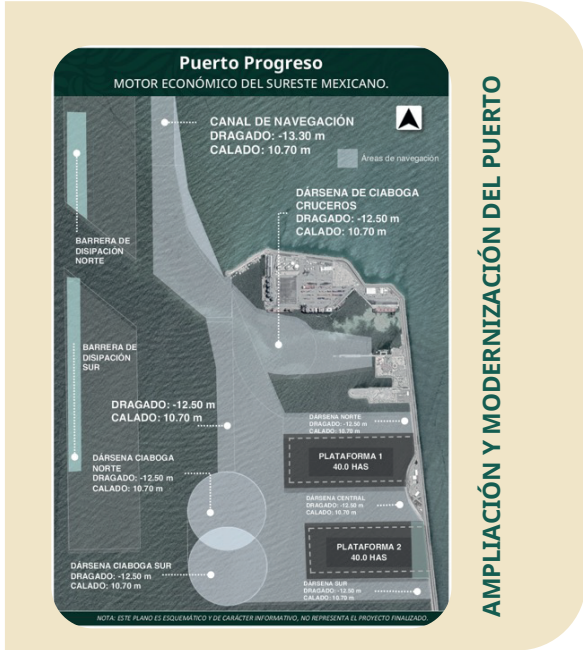 Puerto Progreso
MOTOR ECONÓMICO DEL SURESTE MEXICANO.
CANAL DE NAVEGACIÓN
DRAGADO: -13.30 m
CALADO: 10.70 m
Áreas de navegación
DÁRSENA DE CIABOGA
CRUCEROS
DRAGADO: -12.50 m
CALADO: 10.70 m
BARRERA DE
DISIPACIÓN
NORTE
BARRERA DE
DISIPACIÓN
SUR
DRAGADO: -12.50 m
CALADO: 10.70 m
DÁRSENA NORTE
DRAGADO: -12.50 m
CALADO: 10.70 m
DÁRSENA CIABOGA
NORTE
DRAGADO: -12.50 m
CALADO: 10.70 m
PLATAFORMA 1
40.0 HAS
DÁRSENA CENTRAL
DRAGADO: -12.50 m
CALADO: 10.70 m
PLATAFORMA 2
40.0 HAS
DÁRSENA CIABOGA SUR
DRAGADO: -12.50 m
CALADO: 10.70 m
DÁRSENA SUR
DRAGADO: -12.50 m
CALADO: 10.70 m
NOTA: ESTE PLANO ES ESQUEMÁTICO Y DE CARÁCTER INFORMATIVO, NO REPRESENTA EL PROYECTO FINALIZADO.
AMPLIACIÓN Y MODERNIZACIÓN DEL PUERTO